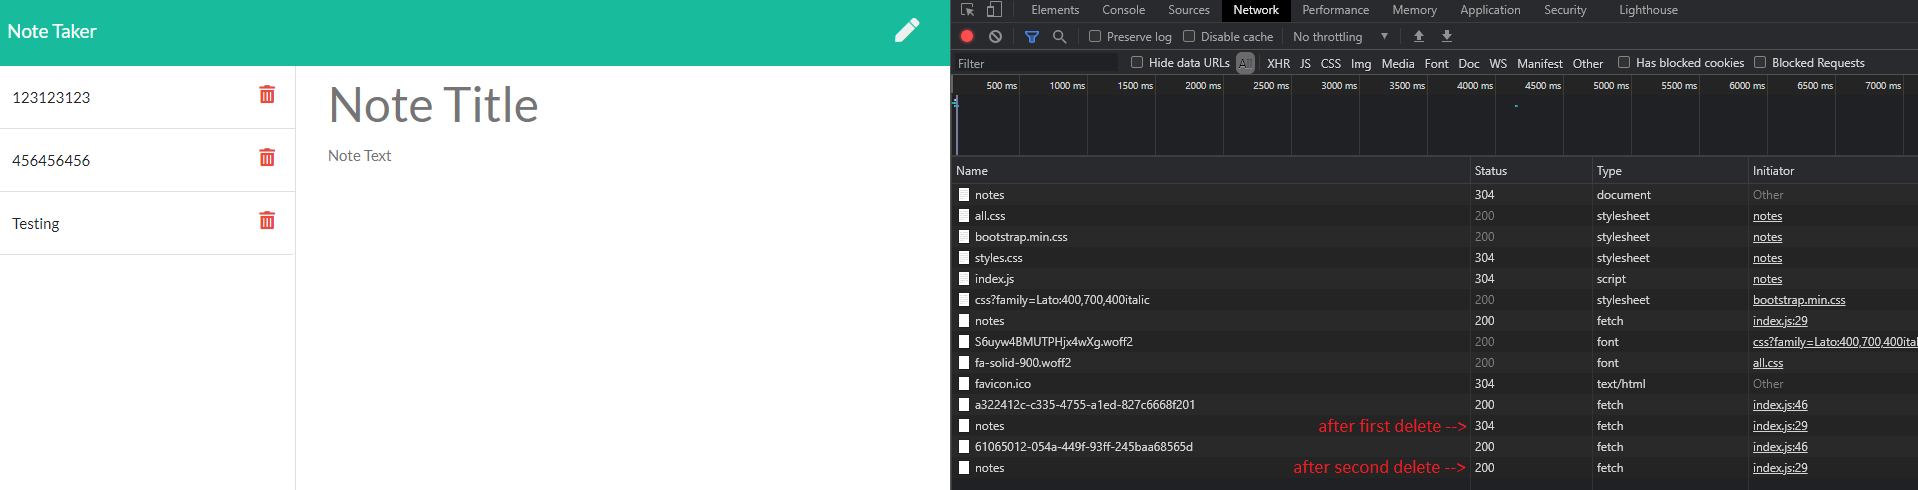 Note Taker
123123123
456456456
Testing
Note Title
Note Text
Elements Console Sources Network Performance Memory Application Security Lighthouse
Preserve log Disable cache No throttling
Filter Hide data URLs All XHR JS CSS Img Media Font Doc WS Manifest Other Has blocked cookies Blocked Requests
500 ms 1000 ms 1500 ms 2000 ms 2500 ms 3000 ms 3500 ms 4000 ms 4500 ms 5000 ms 5500 ms 6000 ms 6500 ms 7000 ms
Name Status Type Initiator
notes 304 document Other
all.css 200 stylesheet notes
bootstrap.min.css 200 stylesheet notes
styles.css 304 stylesheet notes
index.js 304 script notes
css?family=Lato:400,700,400italic 200 stylesheet bootstrap.min.css
notes 200 fetch index.js:29
S6uyw4BMUTPHjx4wXg.woff2 200 font css?family=Lato:400,700,400ital
fa-solid-900.woff2 200 font all.css
favicon.ico 304 text/html Other
a322412c-c335-4755-a1ed-827c6668f201 200 fetch index.js:46
notes after first delete --> 304 fetch index.js:29
61065012-054a-449f-93ff-245baa68565d 200 fetch index.js:46
notes after second delete --> 200 fetch index.js:29